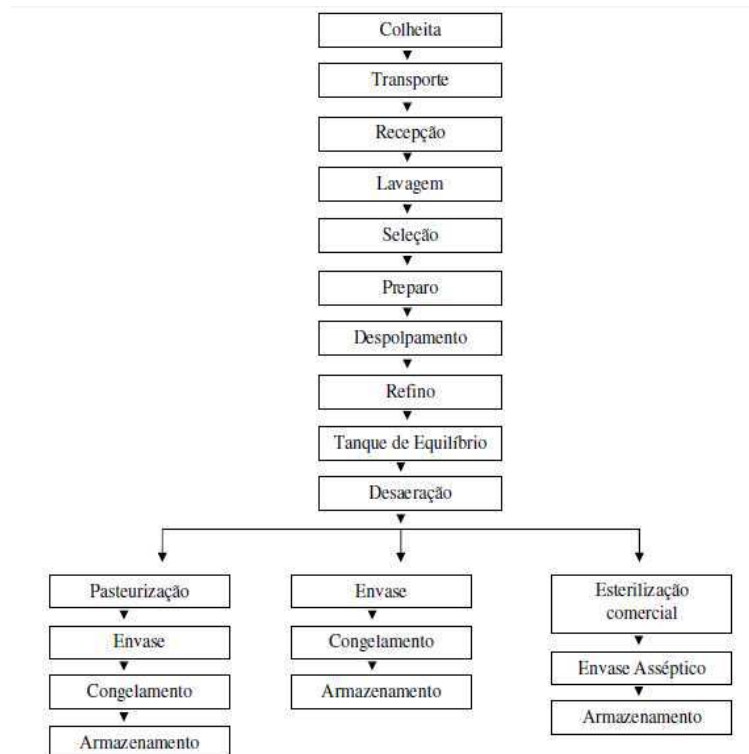 Colheita
Transporte
Recepção
Lavagem
Seleção
Preparo
Despolpamento
Refino
Tanque de Equilíbrio
Desaeração
Pasteurização
Envase
Congelamento
Armazenamento
Envase
Congelamento
Armazenamento
Esterilização
comercial
Envase Asséptico
Armazenamento